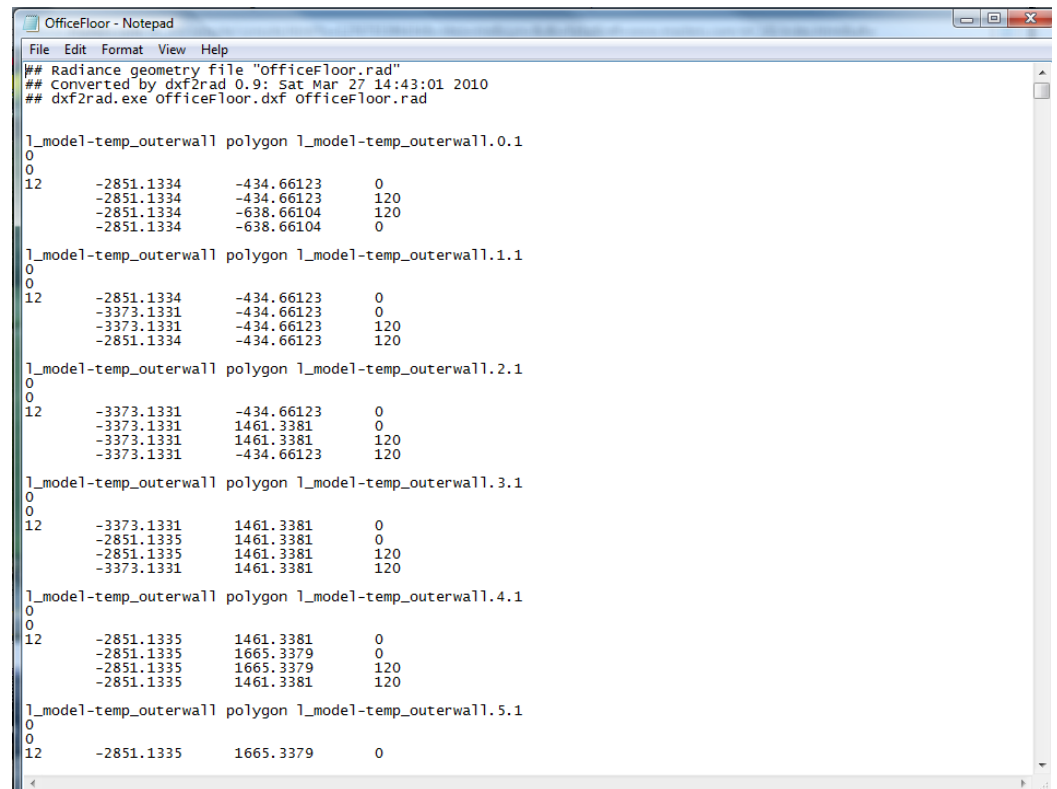 OfficeFloor - Notepad
File Edit Format View Help
## Radiance geometry file "OfficeFloor.rad"
## Converted by dxf2rad 0.9: Sat Mar 27 14:43:01 2010
## dxf2rad.exe OfficeFloor.dxf OfficeFloor.rad
l_model-temp_outerwall polygon l_model-temp_outerwall.0.1
0
0
12 -2851.1334 -434.66123 0
-2851.1334 -434.66123 120
-2851.1334 -638.66104 120
-2851.1334 -638.66104 0
l_model-temp_outerwall polygon l_model-temp_outerwall.1.1
0
0
12 -2851.1334 -434.66123 0
-3373.1331 -434.66123 0
-3373.1331 -434.66123 120
-2851.1334 -434.66123 120
l_model-temp_outerwall polygon l_model-temp_outerwall.2.1
0
0
12 -3373.1331 -434.66123 0
-3373.1331 1461.3381 0
-3373.1331 1461.3381 120
-3373.1331 -434.66123 120
l_model-temp_outerwall polygon l_model-temp_outerwall.3.1
0
0
12 -3373.1331 1461.3381 0
-2851.1335 1461.3381 0
-2851.1335 1461.3381 120
-3373.1331 1461.3381 120
l_model-temp_outerwall polygon l_model-temp_outerwall.4.1
0
0
12 -2851.1335 1461.3381 0
-2851.1335 1665.3379 0
-2851.1335 1665.3379 120
-2851.1335 1461.3381 120
l_model-temp_outerwall polygon l_model-temp_outerwall.5.1
0
0
12 -2851.1335 1665.3379 0